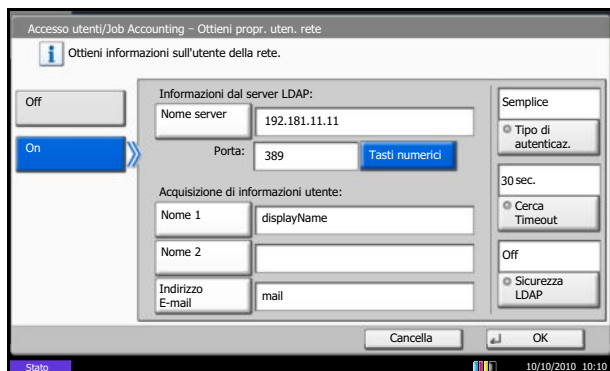 Accesso utenti/Job Accounting – Ottieni propr. uten. rete
Ottieni informazioni sull'utente della rete.
Off
On
Informazioni dal server LDAP:
Nome server
192.181.11.11
Porta:
389
Tasti numerici
Acquisizione di informazioni utente:
Nome 1
displayName
Nome 2
Indirizzo
E-mail
mail
Semplice
Tipo di
autenticaz.
30 sec.
Cerca
Timeout
Off
Sicurezza
LDAP
Cancella
OK
Stato
10/10/2010 10:10